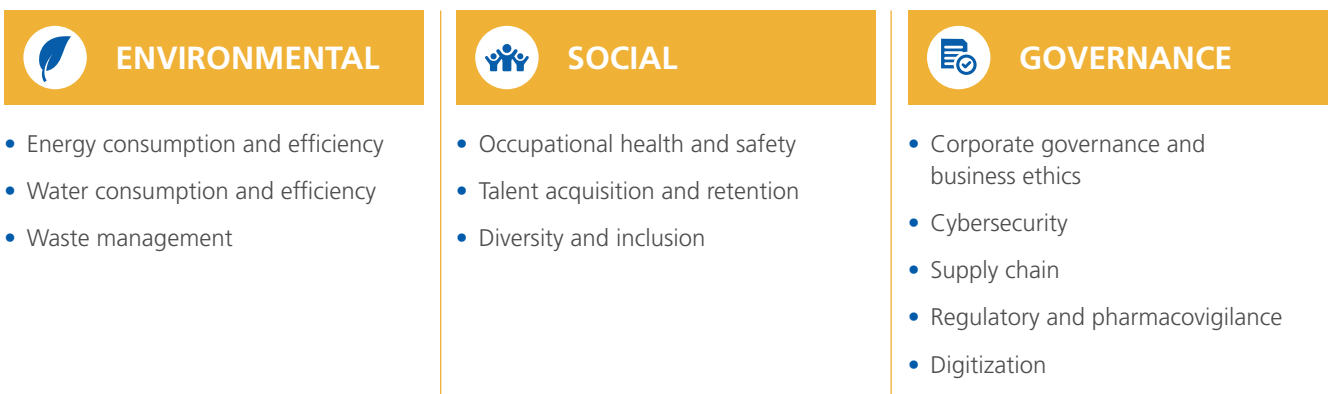 ENVIRONMENTAL
• Energy consumption and efficiency
• Water consumption and efficiency
• Waste management
SOCIAL
• Occupational health and safety
• Talent acquisition and retention
• Diversity and inclusion
GOVERNANCE
• Corporate governance and
business ethics
• Cybersecurity
• Supply chain
• Regulatory and pharmacovigilance
• Digitization